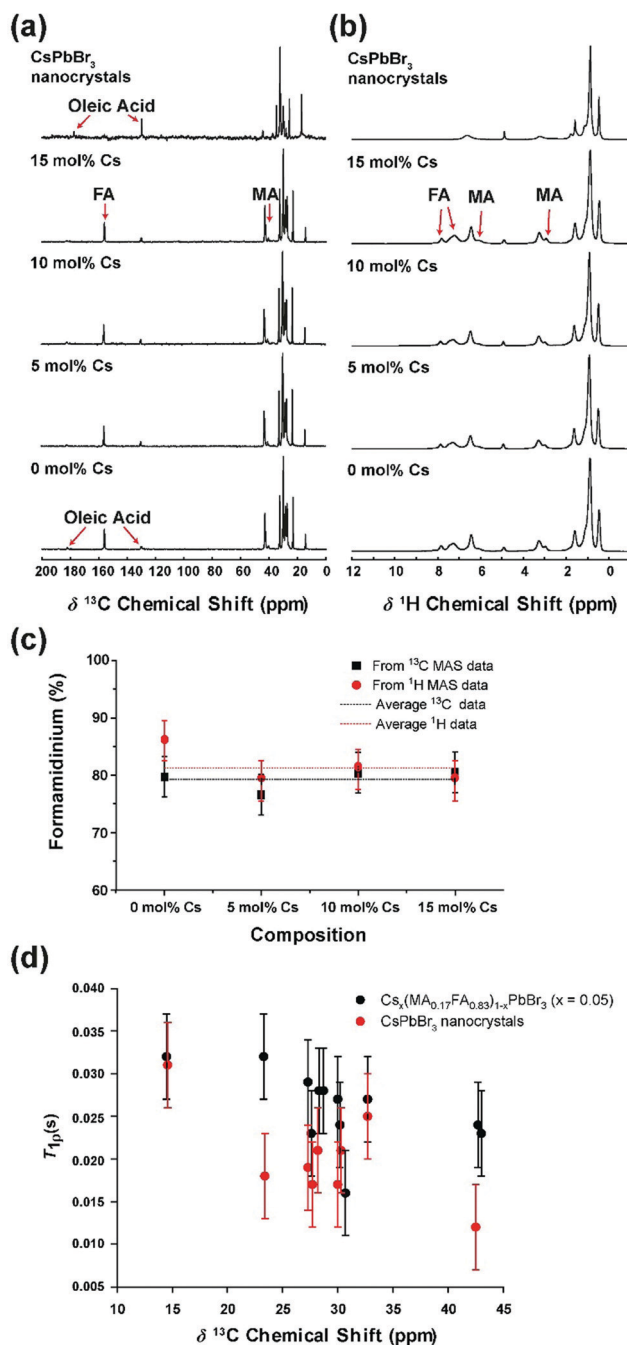 (a)
CsPbBr₃
nanocrystals
Oleic Acid
15 mol% Cs
FA
MA
10 mol% Cs
5 mol% Cs
0 mol% Cs
Oleic Acid
200 180 160 140 120 100 80 60 40 20 0
δ ¹³C Chemical Shift (ppm)
(b)
CsPbBr₃
nanocrystals
15 mol% Cs
FA
MA
MA
10 mol% Cs
5 mol% Cs
0 mol% Cs
12 10 8 6 4 2 0
δ ¹H Chemical Shift (ppm)
(c)
100
90
80
70
60
Formamidinium (%)
From ¹³C MAS data
From ¹H MAS data
Average ¹³C data
Average ¹H data
0 mol% Cs 5 mol% Cs 10 mol% Cs 15 mol% Cs
Composition
(d)
0.040
0.035
0.030
0.025
0.020
0.015
0.010
0.005
T₁ρ(s)
Csₓ(MA₀.₁₇FA₀.₈₃)₁₋ₓPbBr₃ (x = 0.05)
CsPbBr₃ nanocrystals
10 15 20 25 30 35 40 45
δ ¹³C Chemical Shift (ppm)